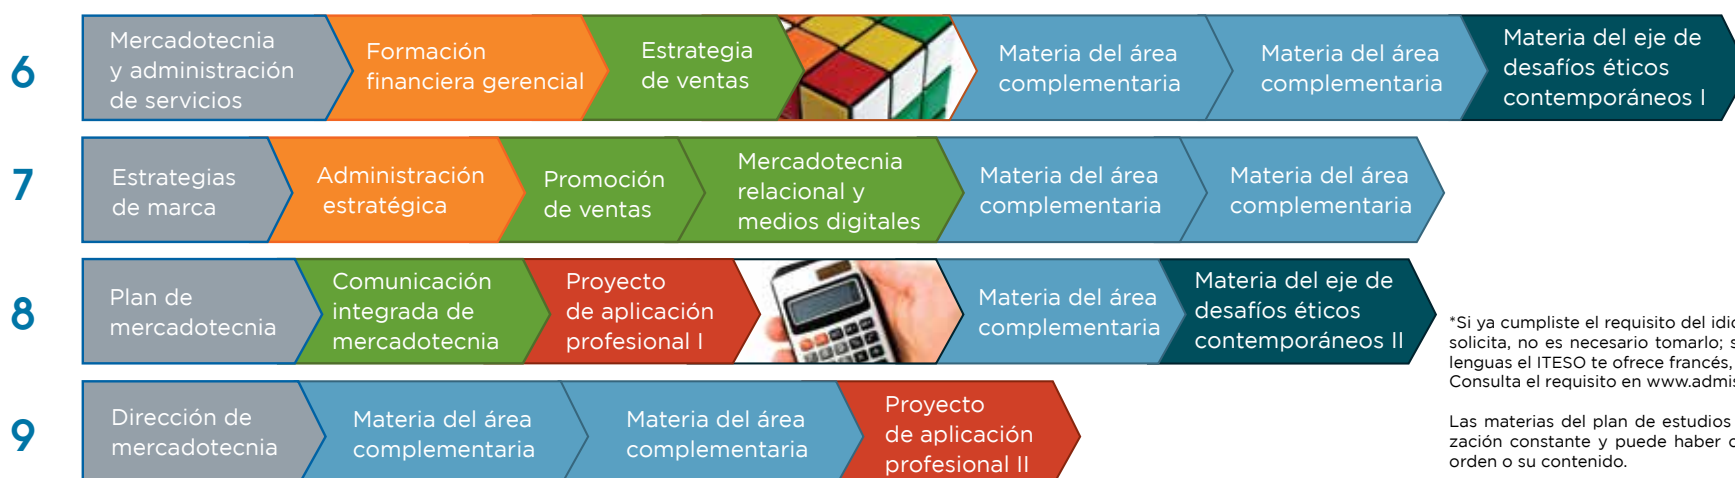 6
Mercadotecnia
y administración
de servicios
Formación
financiera gerencial
Estrategia
de ventas
Materia del área
complementaria
Materia del área
complementaria
Materia del eje de
desafíos éticos
contemporáneos I
7
Estrategias
de marca
Administración
estratégica
Promoción
de ventas
Mercadotecnia
relacional y
medios digitales
Materia del área
complementaria
Materia del área
complementaria
8
Plan de
mercadotecnia
Comunicación
integrada de
mercadotecnia
Proyecto
de aplicación
profesional I
Materia del área
complementaria
Materia del eje de
desafíos éticos
contemporáneos II
9
Dirección de
mercadotecnia
Materia del área
complementaria
Materia del área
complementaria
Proyecto
de aplicación
profesional II
*Si ya cumpliste el requisito del
solicita, no es necesario tomarlo;
lenguas el ITESO te ofrece francés,
Consulta el requisito en www.admis
Las materias del plan de estudios
zación constante y puede haber
orden o su contenido.